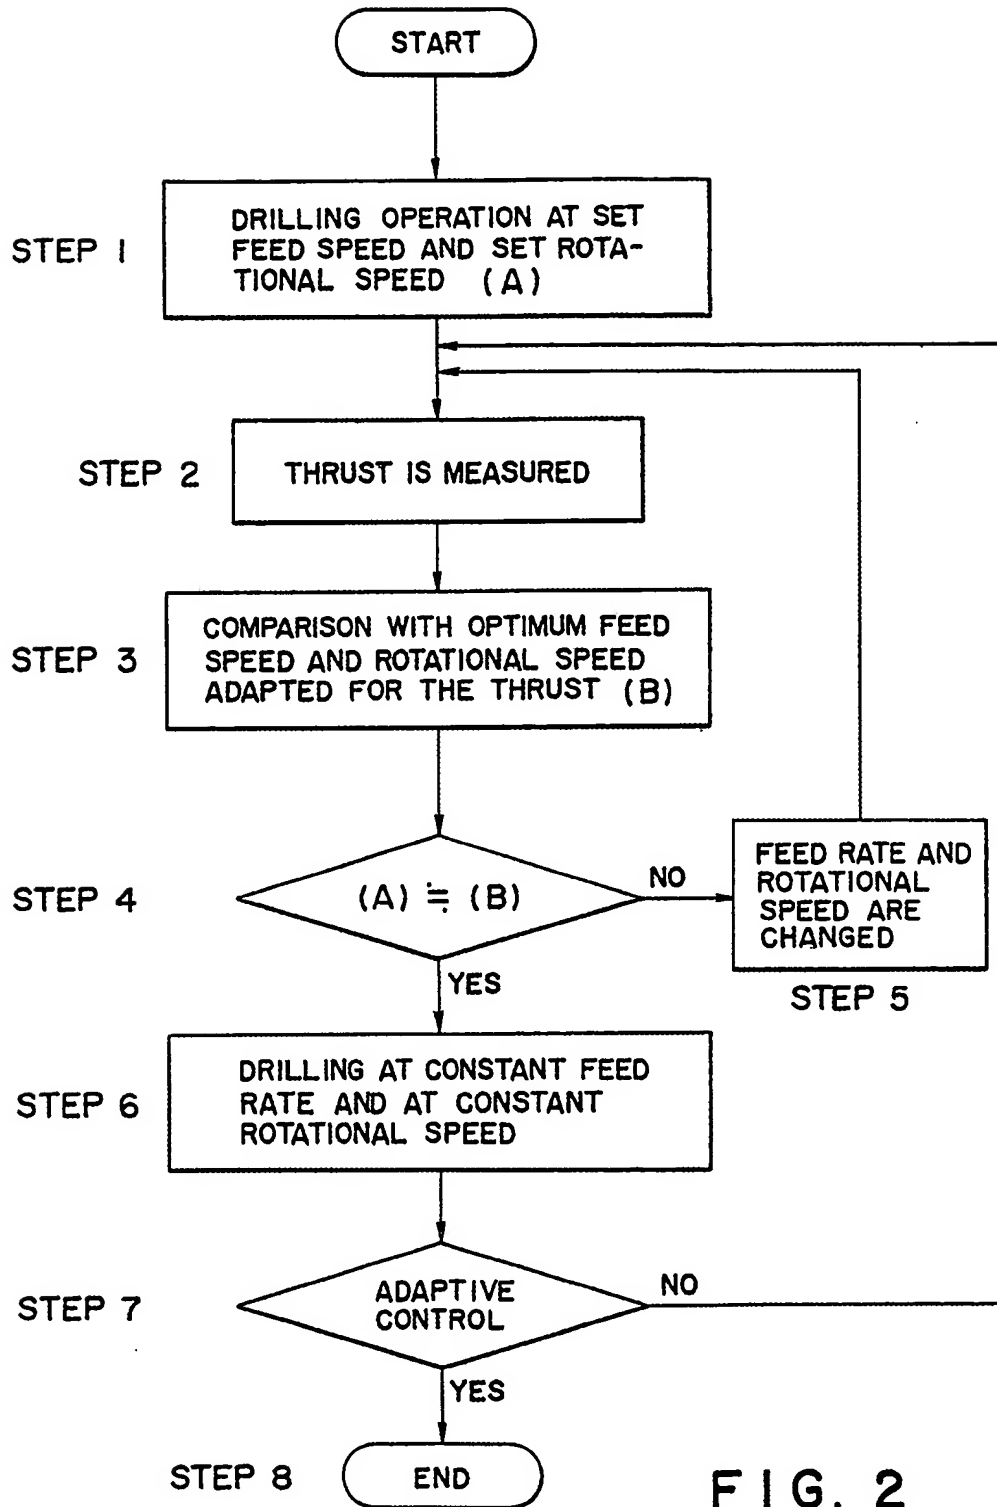 START
STEP 1
DRILLING OPERATION AT SET
FEED SPEED AND SET ROTA-
TIONAL SPEED (A)
STEP 2
THRUST IS MEASURED
STEP 3
COMPARISON WITH OPTIMUM FEED
SPEED AND ROTATIONAL SPEED
ADAPTED FOR THE THRUST (B)
STEP 4
(A) ≒ (B)
NO
YES
FEED RATE AND
ROTATIONAL
SPEED ARE
CHANGED
STEP 5
STEP 6
DRILLING AT CONSTANT FEED
RATE AND AT CONSTANT
ROTATIONAL SPEED
STEP 7
ADAPTIVE
CONTROL
NO
YES
STEP 8
END
FIG. 2